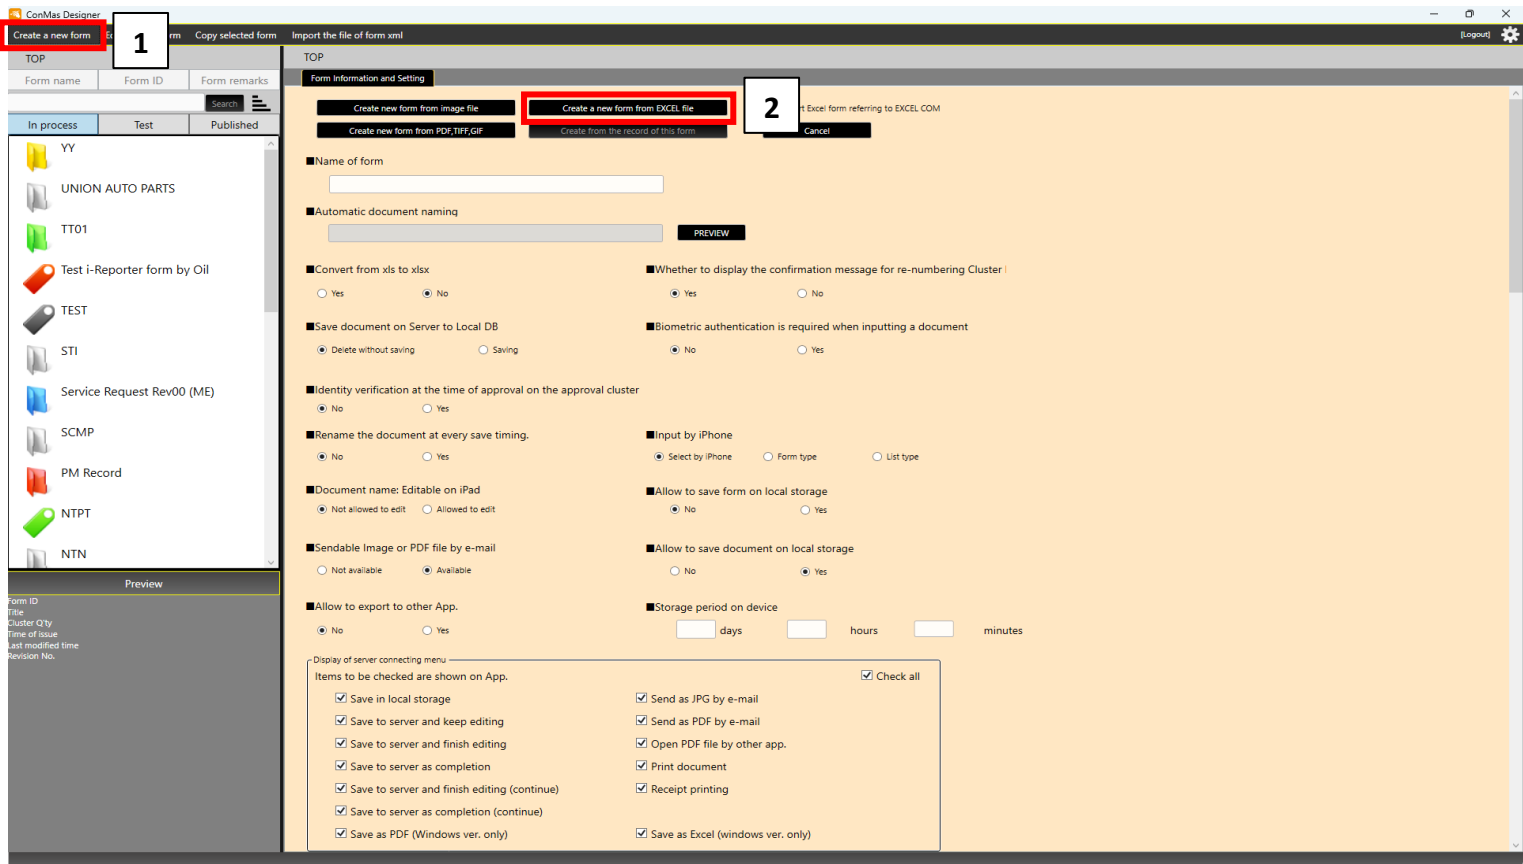 ConMas Designer
Create a new form
1
rm
Copy selected form
Import the file of form xml
[Logout]
TOP
Form name
Form ID
Form remarks
Search
In process
Test
Published
YY
UNION AUTO PARTS
TT01
Test i-Reporter form by Oil
TEST
STI
Service Request Rev00 (ME)
SCMP
PM Record
NTPT
NTN
Preview
Form ID
Title
Cluster Q'ty
Time of issue
Last modified time
Revision No.
TOP
Form Information and Setting
Create new form from image file
Create a new form from EXCEL file
2
rt Excel form referring to EXCEL COM
Create new form from PDF,TIFF,GIF
Create from the record of this form
Cancel
■Name of form
■Automatic document naming
PREVIEW
■Convert from xls to xlsx
Yes
No
■Whether to display the confirmation message for re-numbering Cluster
Yes
No
■Save document on Server to Local DB
Delete without saving
Saving
■Biometric authentication is required when inputting a document
No
Yes
■Identity verification at the time of approval on the approval cluster
No
Yes
■Rename the document at every save timing.
No
Yes
■Input by iPhone
Select by iPhone
Form type
List type
■Document name: Editable on iPad
Not allowed to edit
Allowed to edit
■Allow to save form on local storage
No
Yes
■Sendable Image or PDF file by e-mail
Not available
Available
■Allow to save document on local storage
No
Yes
■Allow to export to other App.
No
Yes
■Storage period on device
days
hours
minutes
Display of server connecting menu
Items to be checked are shown on App.
Check all
Save in local storage
Send as JPG by e-mail
Save to server and keep editing
Send as PDF by e-mail
Save to server and finish editing
Open PDF file by other app.
Save to server as completion
Print document
Save to server and finish editing (continue)
Receipt printing
Save to server as completion (continue)
Save as PDF (Windows ver. only)
Save as Excel (windows ver. only)